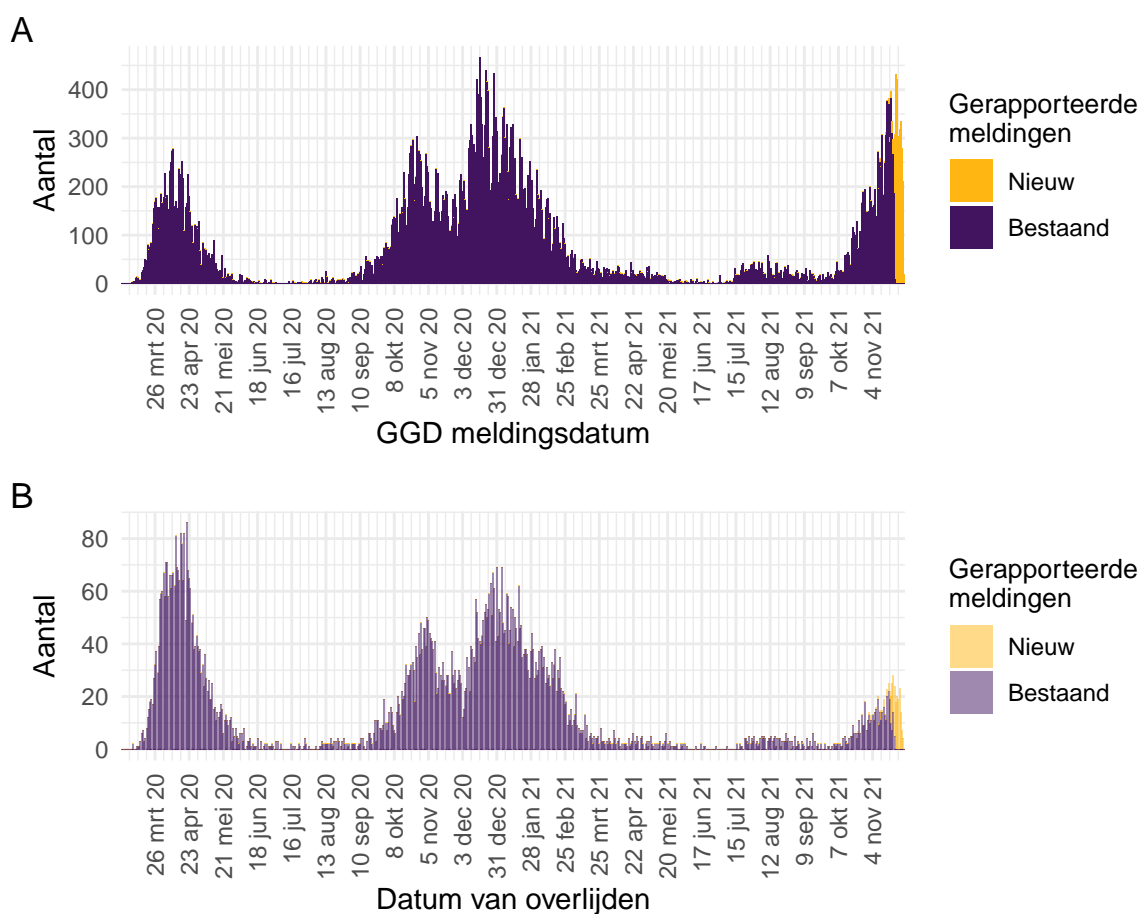 A
400
300
200
100
0
Aantal
26 mrt 20
23 apr 20
21 mei 20
18 jun 20
16 jul 20
13 aug 20
10 sep 20
8 okt 20
5 nov 20
3 dec 20
31 dec 20
28 jan 21
25 feb 21
25 mrt 21
22 apr 21
20 mei 21
17 jun 21
15 jul 21
12 aug 21
9 sep 21
7 okt 21
4 nov 21
GGD meldingsdatum
Gerapporteerde
meldingen
Nieuw
Bestaand
B
80
60
40
20
0
Aantal
26 mrt 20
23 apr 20
21 mei 20
18 jun 20
16 jul 20
13 aug 20
10 sep 20
8 okt 20
5 nov 20
3 dec 20
31 dec 20
28 jan 21
25 feb 21
25 mrt 21
22 apr 21
20 mei 21
17 jun 21
15 jul 21
12 aug 21
9 sep 21
7 okt 21
4 nov 21
Datum van overlijden
Gerapporteerde
meldingen
Nieuw
Bestaand